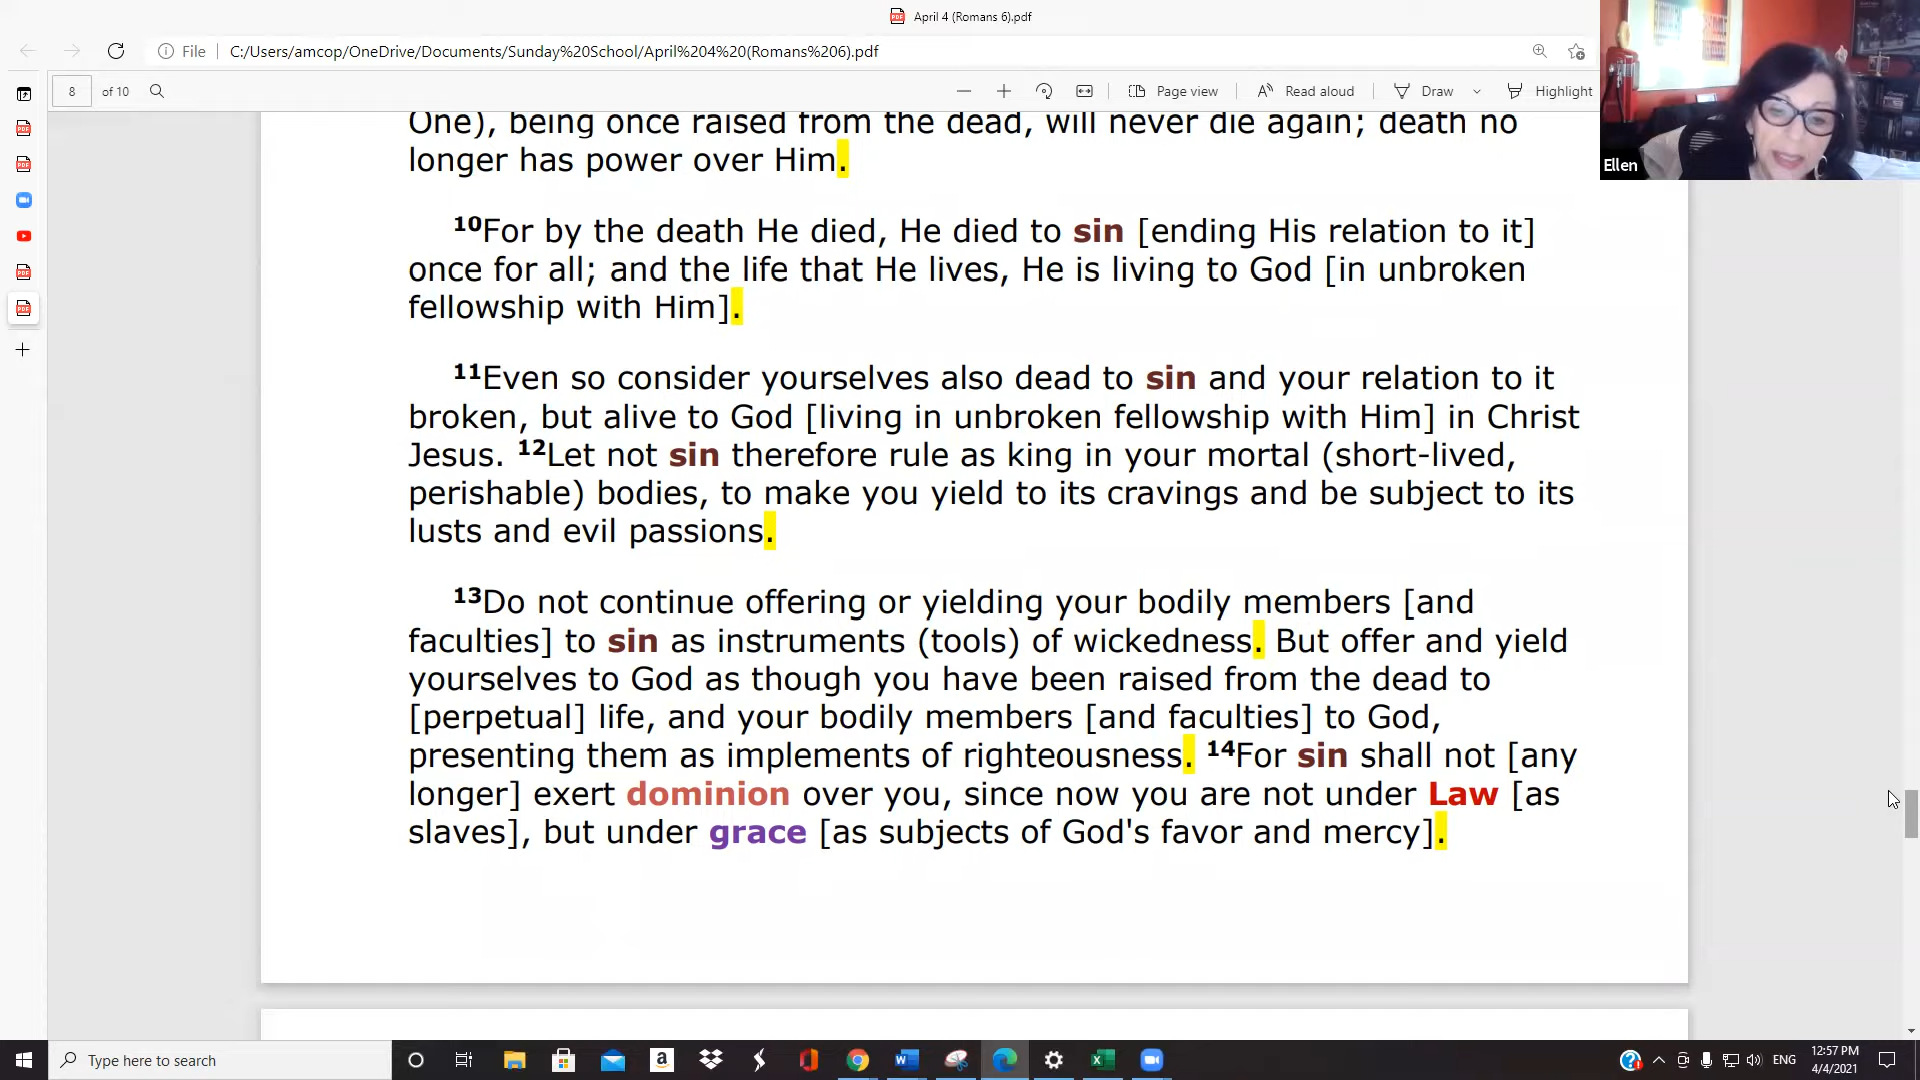 April 4 (Romans 6).pdf
File
C:/Users/amcop/OneDrive/Documents/Sunday%20School/April%204%20(Romans%206).pdf
8 of 10
Page view
Read aloud
Draw
Highlight
Ellen
One), being once raised from the dead, will never die again; death no
longer has power over Him.
10For by the death He died, He died to sin [ending His relation to it]
once for all; and the life that He lives, He is living to God [in unbroken
fellowship with Him].
11Even so consider yourselves also dead to sin and your relation to it
broken, but alive to God [living in unbroken fellowship with Him] in Christ
Jesus. 12Let not sin therefore rule as king in your mortal (short-lived,
perishable) bodies, to make you yield to its cravings and be subject to its
lusts and evil passions.
13Do not continue offering or yielding your bodily members [and
faculties] to sin as instruments (tools) of wickedness. But offer and yield
yourselves to God as though you have been raised from the dead to
[perpetual] life, and your bodily members [and faculties] to God,
presenting them as implements of righteousness. 14For sin shall not [any
longer] exert dominion over you, since now you are not under Law [as
slaves], but under grace [as subjects of God's favor and mercy].
Type here to search
ENG
12:57 PM
4/4/2021